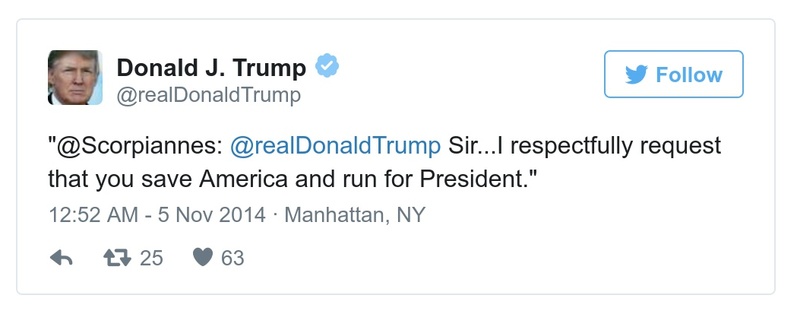 Donald J. Trump
@realDonaldTrump
Follow
"@Scorpiannes: @realDonaldTrump Sir...I respectfully request
that you save America and run for President."
12:52 AM - 5 Nov 2014 · Manhattan, NY
25 63